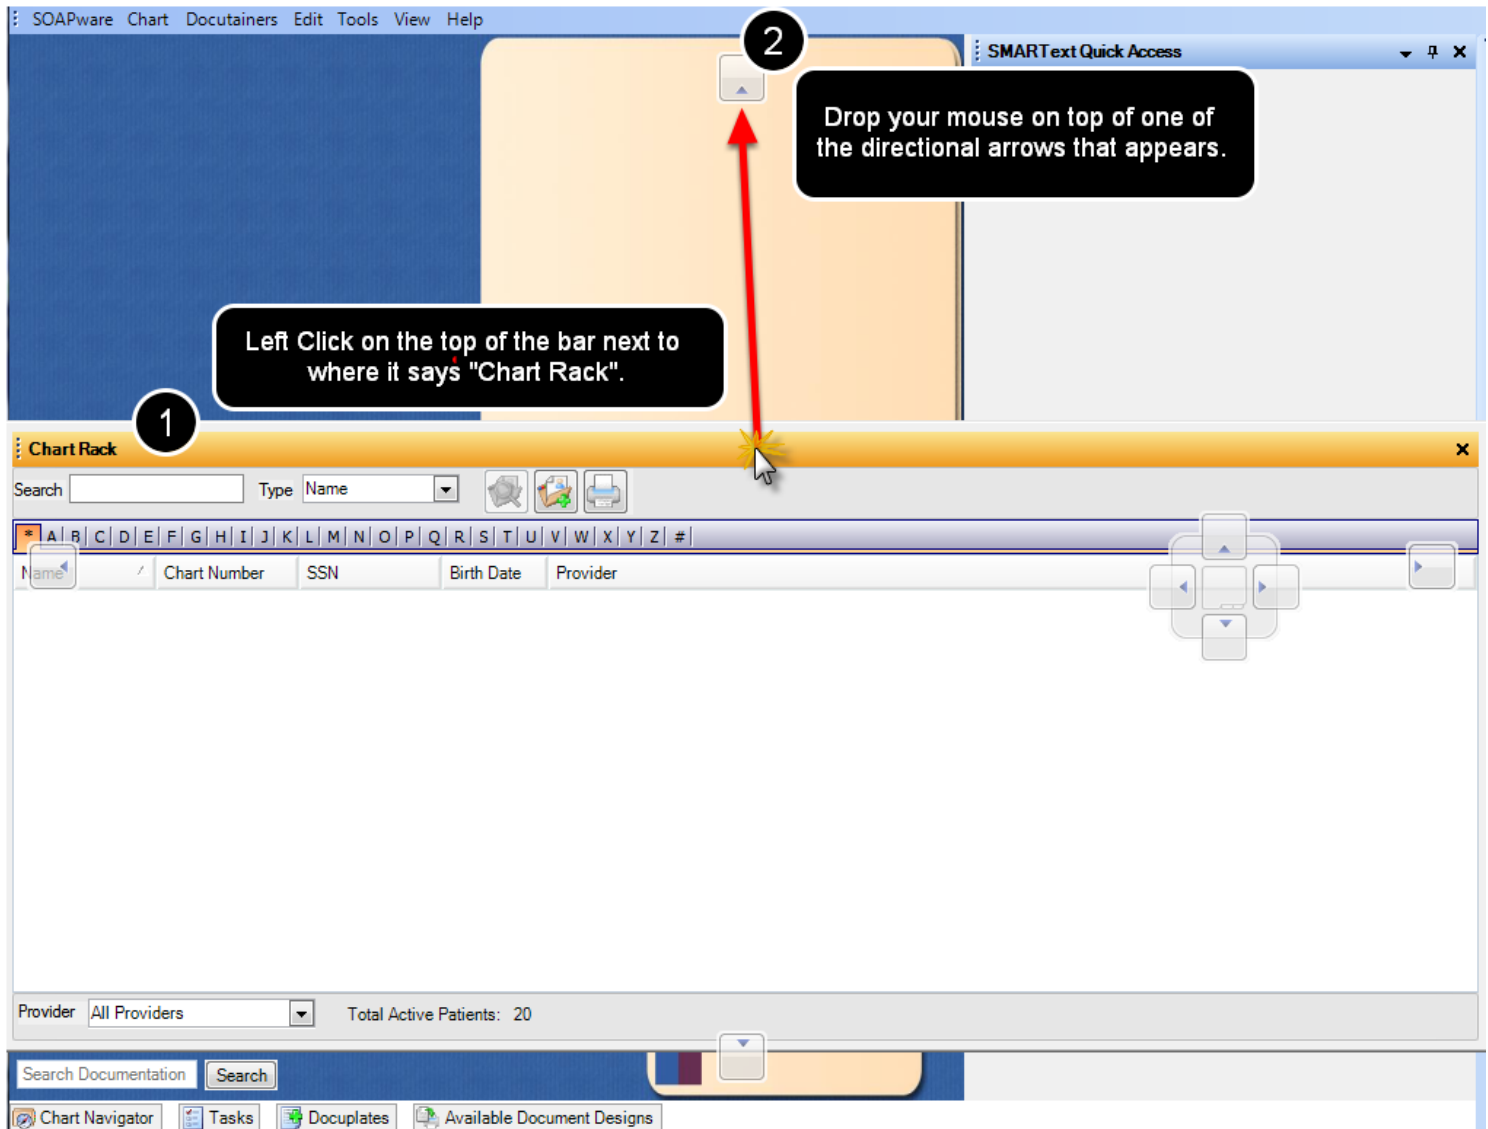 SOAPware Chart Docutainers Edit Tools View Help
2
SMARText Quick Access
Drop your mouse on top of one of
the directional arrows that appears.
Left Click on the top of the bar next to
where it says "Chart Rack".
1
Chart Rack
Search Type Name
* A B C D E F G H I J K L M N O P Q R S T U V W X Y Z #
Name Chart Number SSN Birth Date Provider
Provider All Providers Total Active Patients: 20
Search Documentation Search
Chart Navigator Tasks Docuplates Available Document Designs